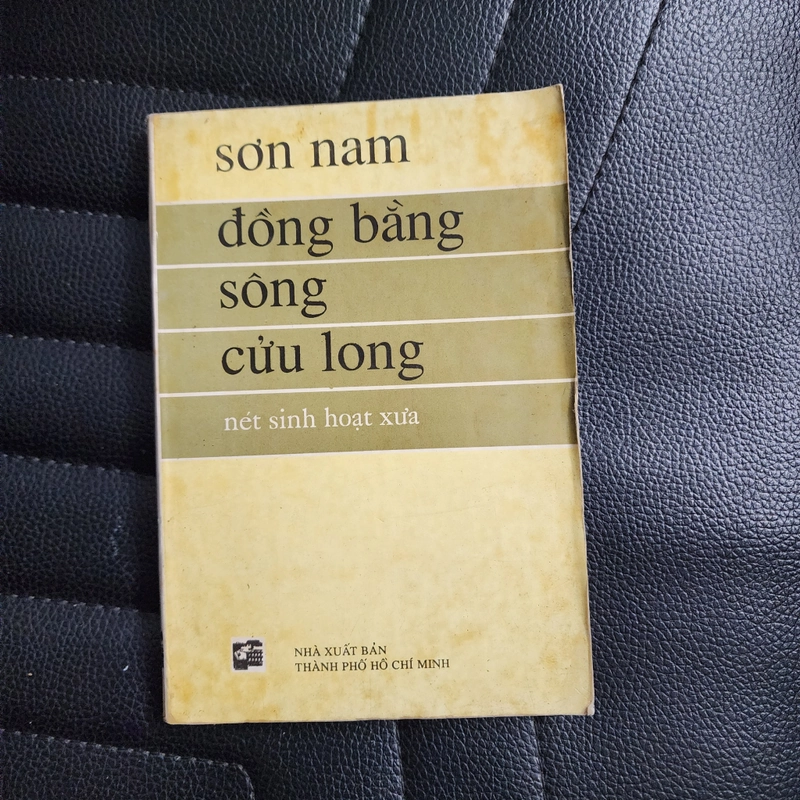 sơn nam
đồng bằng
sông
cửu long
nét sinh hoạt xưa
NHÀ XUẤT BẢN
THÀNH PHỐ HỒ CHÍ MINH